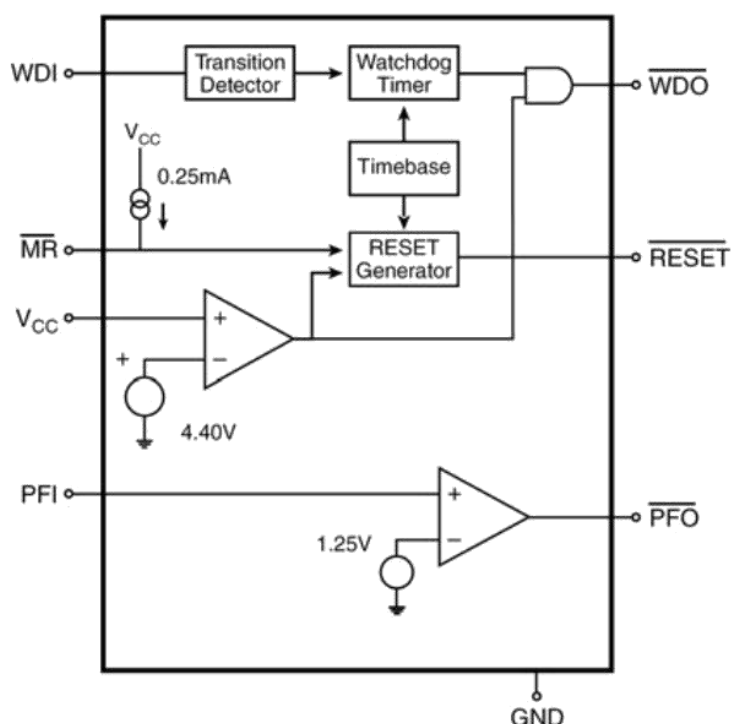 WDI
Transition
Detector
Watchdog
Timer
WDO
VCC
0.25mA
Timebase
MR
RESET
Generator
RESET
VCC
+
−
+
4.40V
PFI
+
−
1.25V
PFO
GND